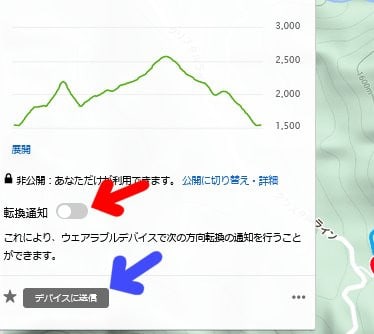 3,000
2,500
2,000
1,500
展開
非公開：あなただけが利用できます。 公開に切り替え・詳細
転換通知
これにより、ウェアラブルデバイスで次の方向転換の通知を行うこと
ができます。
デバイスに送信
1600m
ライン